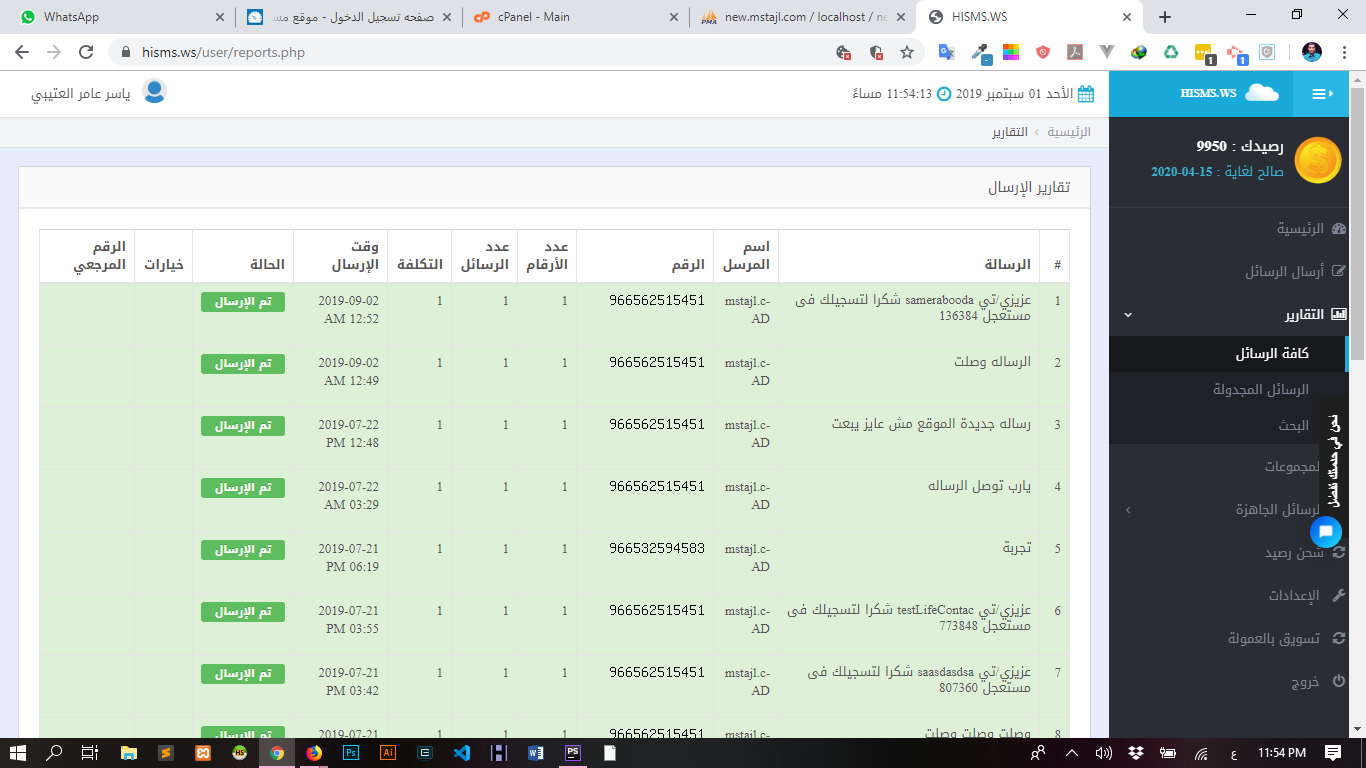 WhatsApp
صفحه تسجيل الدخول - موقع مس
cPanel - Main
new.mstajl.com / localhost / ne
HISMS.WS
hisms.ws/user/reports.php
ياسر عامر العتيبي
الأحد 01 سبتمبر 2019 11:54:13 مساءً
HISMS.WS
الرئيسية
التقارير
رصيدك : 9950
صالح لغاية : 15-04-2020
الرئيسية
أرسال الرسائل
التقارير
كافة الرسائل
الرسائل المجدولة
البحث
لمجموعات
لرسائل الجاهزة
شحن رصيد
الإعدادات
تسويق بالعمولة
خروج
نحن في خدمتك تفضل
تقارير الإرسال
# الرسالة اسم المرسل الرقم عدد الأرقام عدد الرسائل التكلفة وقت الإرسال الحالة خيارات الرقم المرجعي
1 عزيزي/تي samerabooda شكرا لتسجيلك فى مستعجل 136384 mstajl.c-AD 966562515451 1 1 1 2019-09-02 12:52 AM تم الإرسال
2 الرساله وصلت mstajl.c-AD 966562515451 1 1 1 2019-09-02 12:49 AM تم الإرسال
3 رساله جديدة الموقع مش عايز يبعت mstajl.c-AD 966562515451 1 1 1 2019-07-22 12:48 PM تم الإرسال
4 يارب توصل الرساله mstajl.c-AD 966562515451 1 1 1 2019-07-22 03:29 AM تم الإرسال
5 تجربة mstajl.c-AD 966532594583 1 1 1 2019-07-21 06:19 PM تم الإرسال
6 عزيزي/تي testLifeContac شكرا لتسجيلك فى مستعجل 773848 mstajl.c-AD 966562515451 1 1 1 2019-07-21 03:55 PM تم الإرسال
7 عزيزي/تي saasdasdsa شكرا لتسجيلك فى مستعجل 807360 mstajl.c-AD 966562515451 1 1 1 2019-07-21 03:42 PM تم الإرسال
8 وصلت وصلت وصلت mstajl.c- 966562515451 1 1 1 2019-07-21 تم الإرسال
11:54 PM